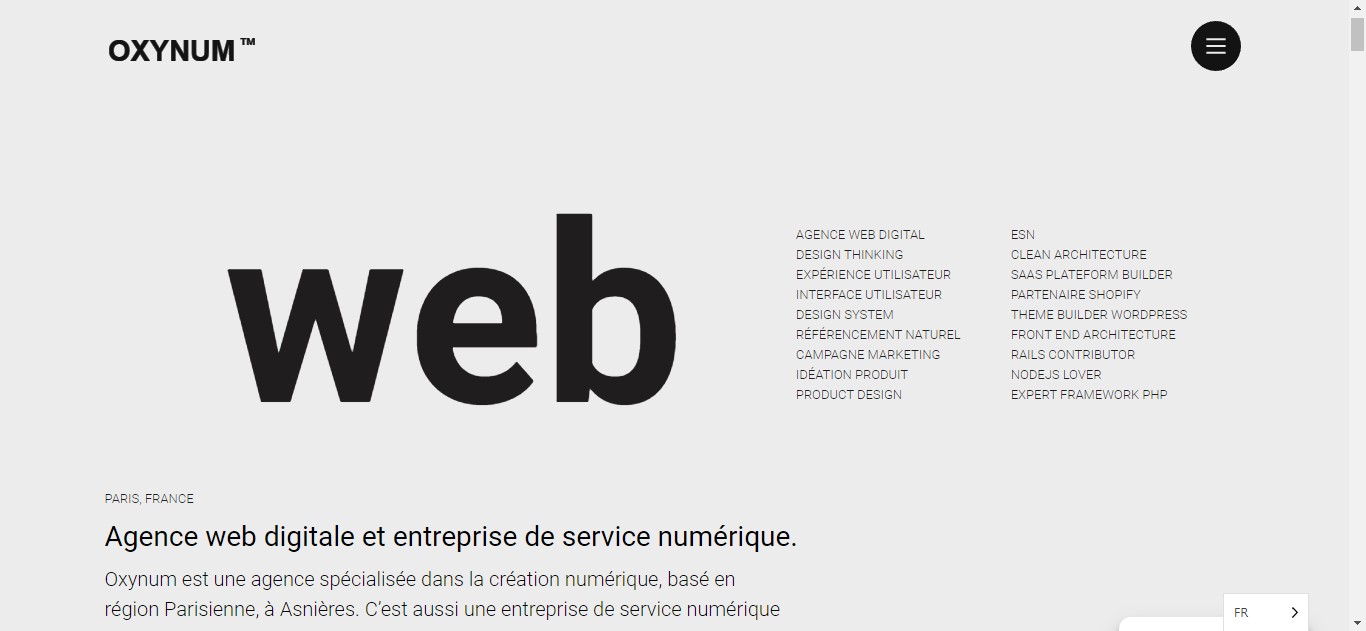 OXYNUM ™
web
AGENCE WEB DIGITAL
DESIGN THINKING
EXPÉRIENCE UTILISATEUR
INTERFACE UTILISATEUR
DESIGN SYSTEM
RÉFÉRENCEMENT NATUREL
CAMPAGNE MARKETING
IDÉATION PRODUIT
PRODUCT DESIGN
ESN
CLEAN ARCHITECTURE
SAAS PLATEFORM BUILDER
PARTENAIRE SHOPIFY
THEME BUILDER WORDPRESS
FRONT END ARCHITECTURE
RAILS CONTRIBUTOR
NODEJS LOVER
EXPERT FRAMEWORK PHP
PARIS, FRANCE
Agence web digitale et entreprise de service numérique.
Oxynum est une agence spécialisée dans la création numérique, basé en
région Parisienne, à Asnières. C’est aussi une entreprise de service numérique
FR